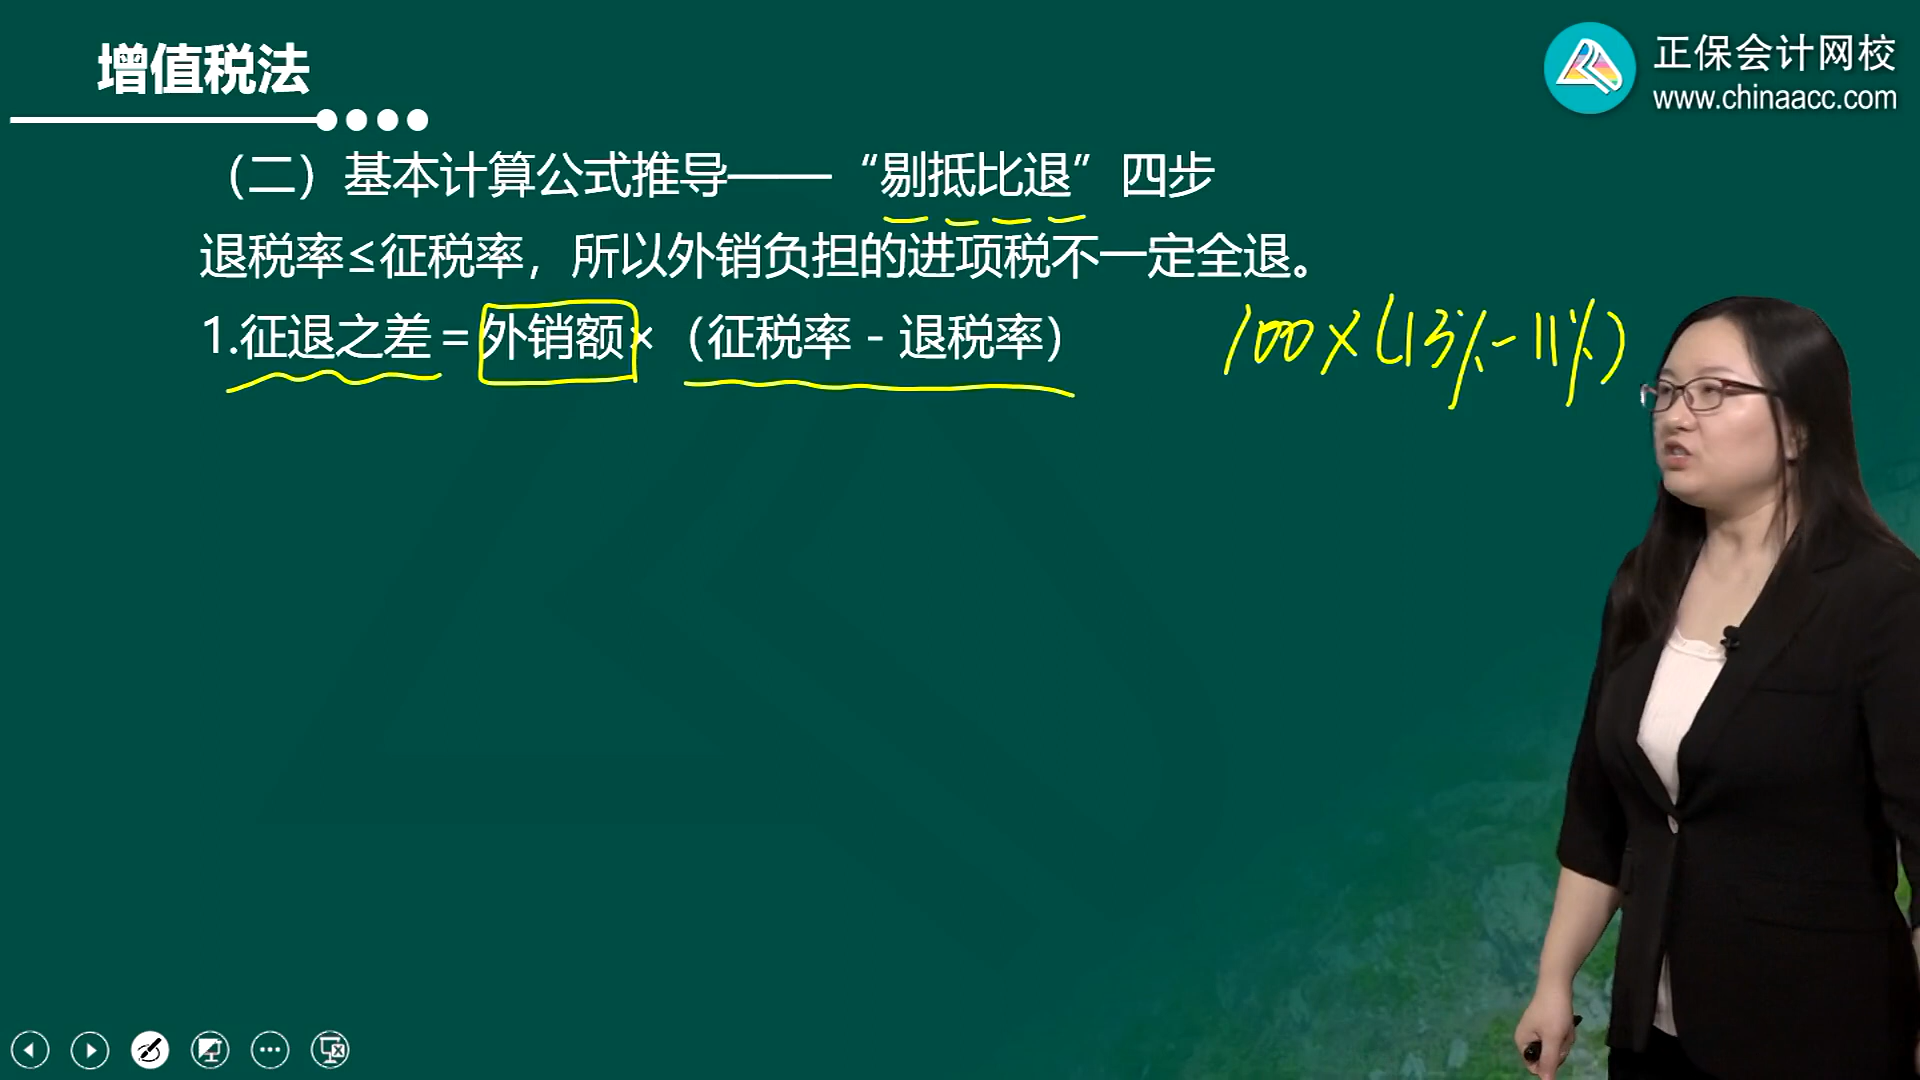 增值税法
正保会计网校
www.chinaacc.com
（二）基本计算公式推导——“剔抵比退”四步
退税率≤征税率，所以外销负担的进项税不一定全退。
1.征退之差＝外销额×（征税率－退税率）
100×(13%-11%)